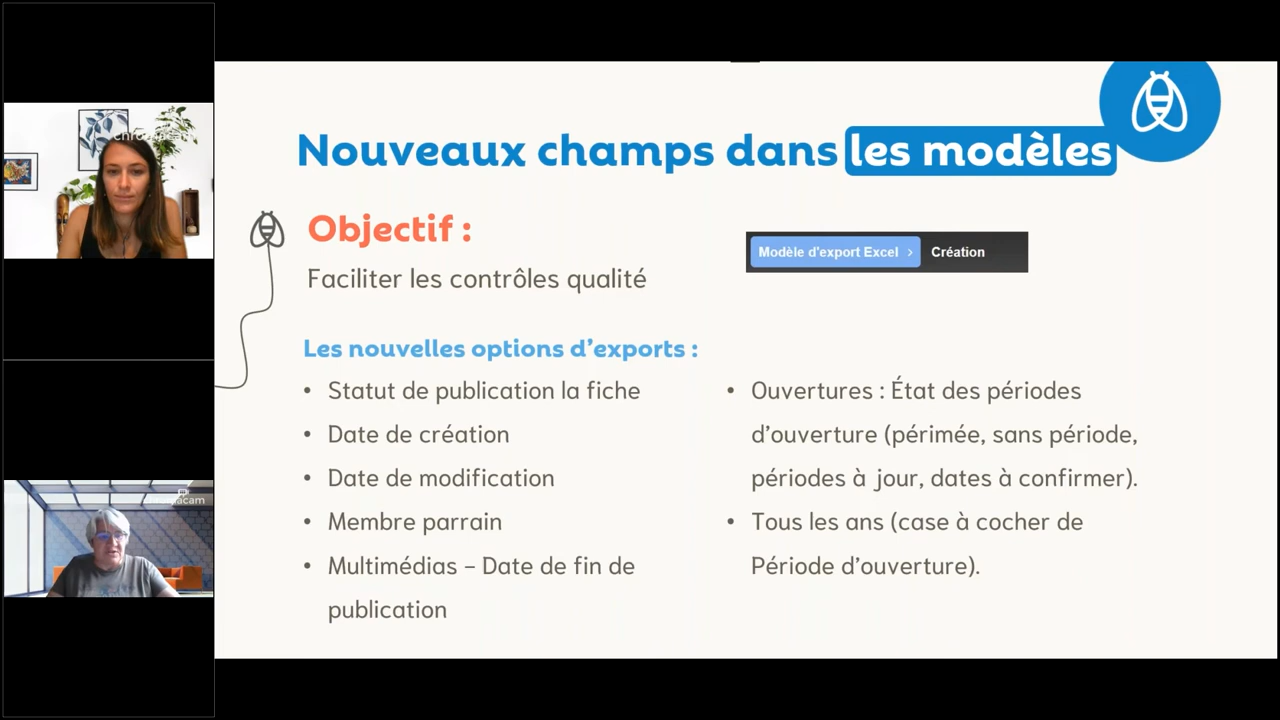 Nouveaux champs dans les modèles
Objectif :
Faciliter les contrôles qualité
Modèle d'export Excel > Création
Les nouvelles options d'exports :
• Statut de publication la fiche
• Date de création
• Date de modification
• Membre parrain
• Multimédias – Date de fin de
publication
• Ouvertures : État des périodes
d'ouverture (périmée, sans période,
périodes à jour, dates à confirmer).
• Tous les ans (case à cocher de
Période d'ouverture).